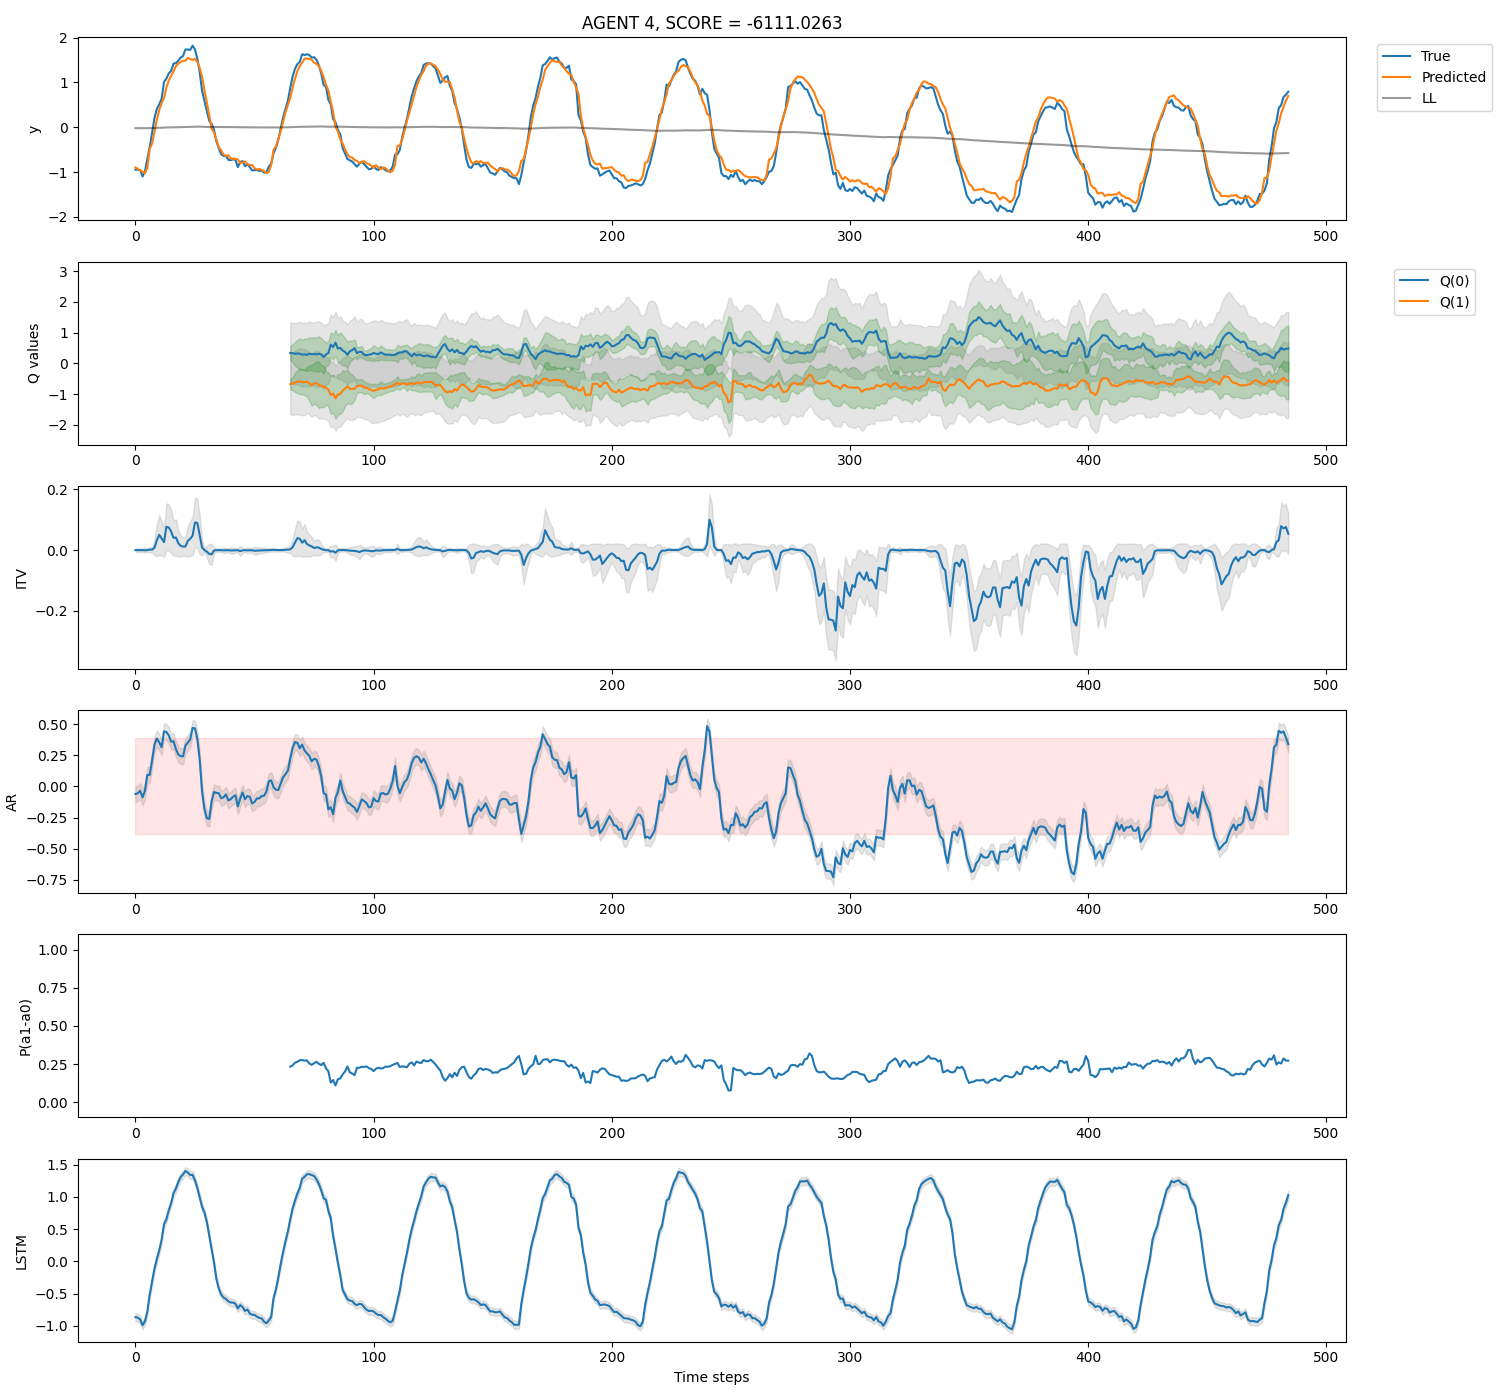 AGENT 4, SCORE = -6111.0263
2
1
0
−1
−2
y
0 100 200 300 400 500
True
Predicted
LL
3
2
1
0
−1
−2
Q values
0 100 200 300 400 500
Q(0)
Q(1)
0.2
0.0
−0.2
ITV
0 100 200 300 400 500
0.50
0.25
0.00
−0.25
−0.50
−0.75
AR
0 100 200 300 400 500
1.00
0.75
0.50
0.25
0.00
P(a1-a0)
0 100 200 300 400 500
1.5
1.0
0.5
0.0
−0.5
−1.0
LSTM
0 100 200 300 400 500
Time steps